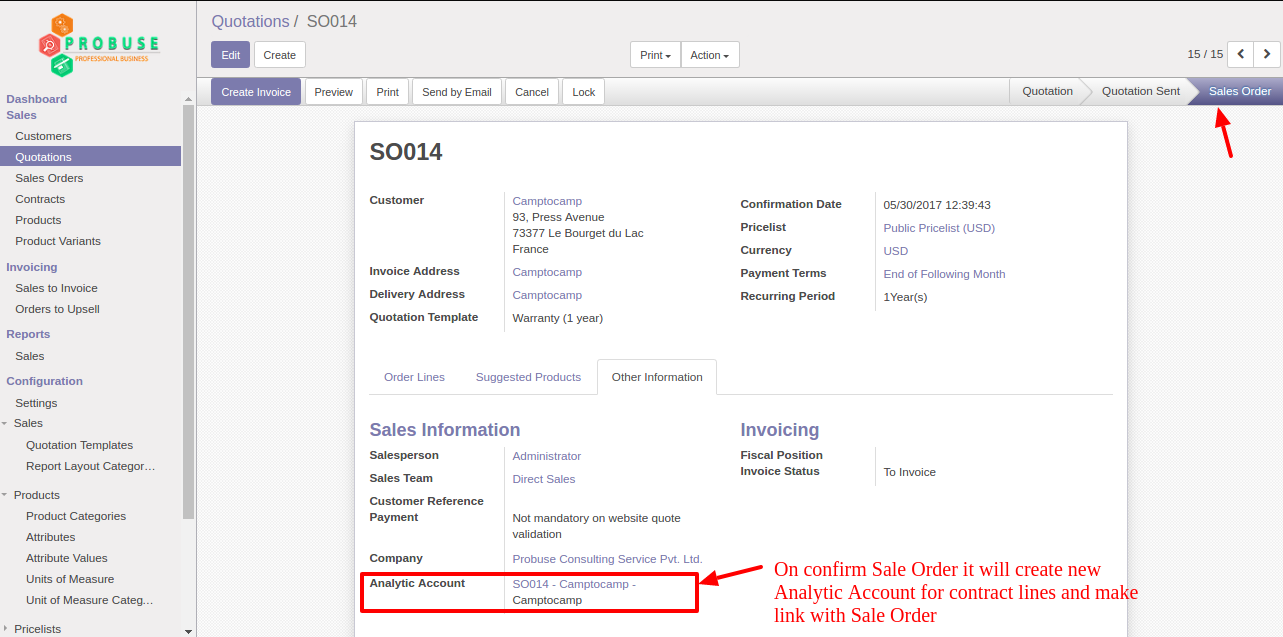 PROBUSE
PROFESSIONAL BUSINESS
Dashboard
Sales
Customers
Quotations
Sales Orders
Contracts
Products
Product Variants
Invoicing
Sales to Invoice
Orders to Upsell
Reports
Sales
Configuration
Settings
Sales
Quotation Templates
Report Layout Categor…
Products
Product Categories
Attributes
Attribute Values
Units of Measure
Unit of Measure Categ…
Pricelists
Quotations / SO014
Edit Create Print Action 15 / 15
Create Invoice Preview Print Send by Email Cancel Lock Quotation Quotation Sent Sales Order
SO014
Customer Camptocamp
93, Press Avenue
73377 Le Bourget du Lac
France
Invoice Address Camptocamp
Delivery Address Camptocamp
Quotation Template Warranty (1 year)
Confirmation Date 05/30/2017 12:39:43
Pricelist Public Pricelist (USD)
Currency USD
Payment Terms End of Following Month
Recurring Period 1Year(s)
Order Lines Suggested Products Other Information
Sales Information
Salesperson Administrator
Sales Team Direct Sales
Customer Reference
Payment Not mandatory on website quote
validation
Company Probuse Consulting Service Pvt. Ltd.
Analytic Account SO014 - Camptocamp -
Camptocamp
Invoicing
Fiscal Position
Invoice Status To Invoice
On confirm Sale Order it will create new
Analytic Account for contract lines and make
link with Sale Order